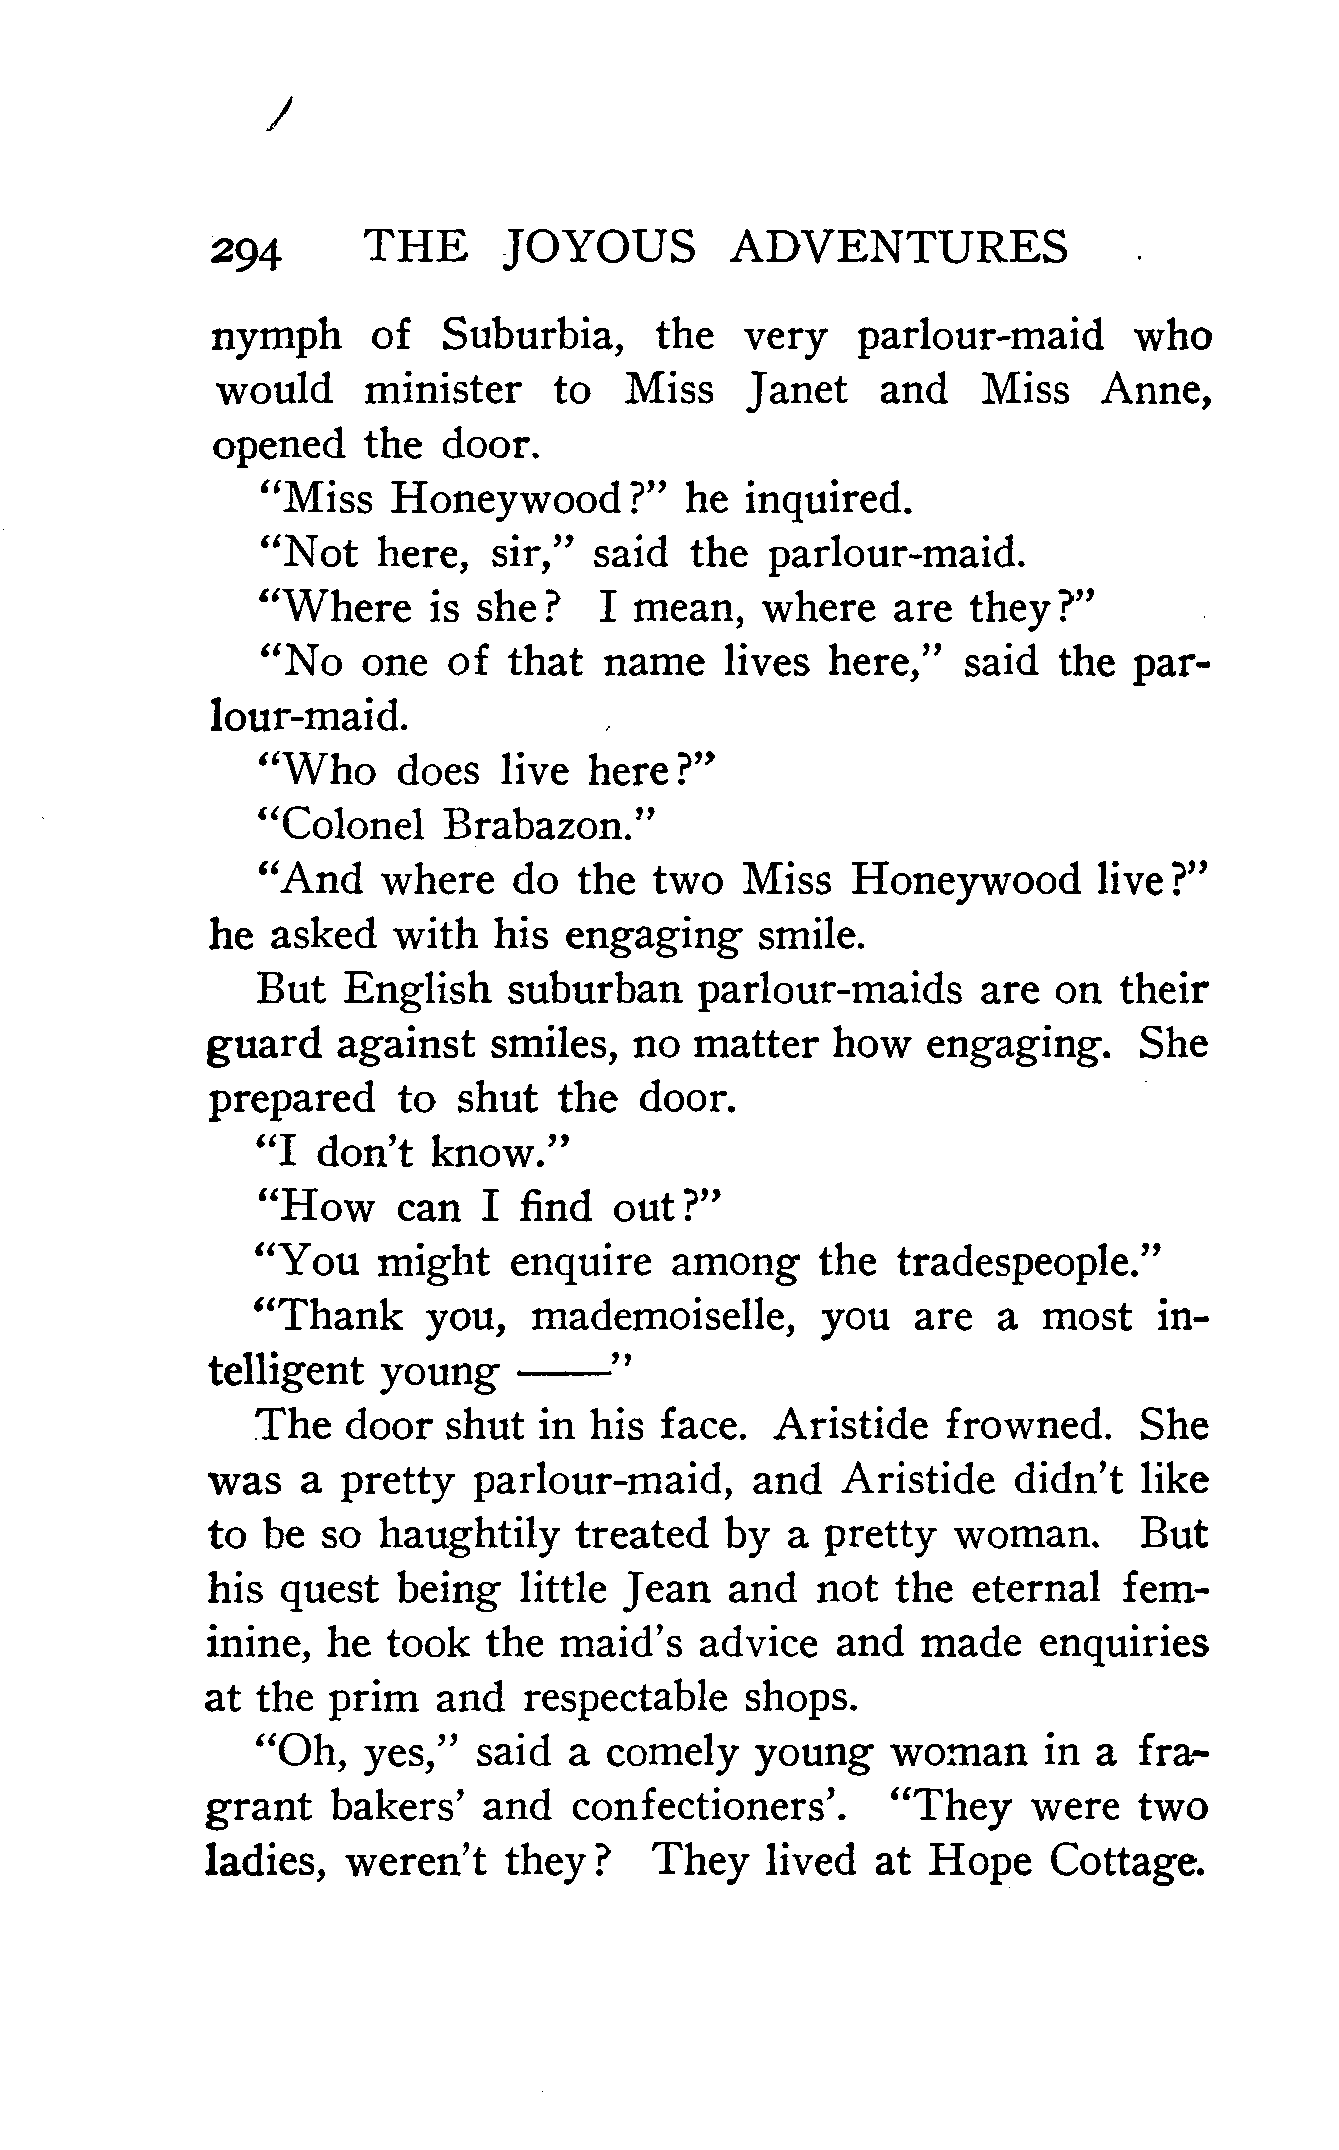 294 THE JOYOUS ADVENTURES
nymph of Suburbia, the very parlour-maid who
would minister to Miss Janet and Miss Anne,
opened the door.
"Miss Honeywood?" he inquired.
"Not here, sir," said the parlour-maid.
"Where is she? I mean, where are they?"
"No one of that name lives here," said the par-
lour-maid.
"Who does live here?"
"Colonel Brabazon."
"And where do the two Miss Honeywood live?"
he asked with his engaging smile.
But English suburban parlour-maids are on their
guard against smiles, no matter how engaging. She
prepared to shut the door.
"I don't know."
"How can I find out?"
"You might enquire among the tradespeople."
"Thank you, mademoiselle, you are a most in-
telligent young ——"
The door shut in his face. Aristide frowned. She
was a pretty parlour-maid, and Aristide didn't like
to be so haughtily treated by a pretty woman. But
his quest being little Jean and not the eternal fem-
inine, he took the maid's advice and made enquiries
at the prim and respectable shops.
"Oh, yes," said a comely young woman in a fra-
grant bakers' and confectioners'. "They were two
ladies, weren't they? They lived at Hope Cottage.